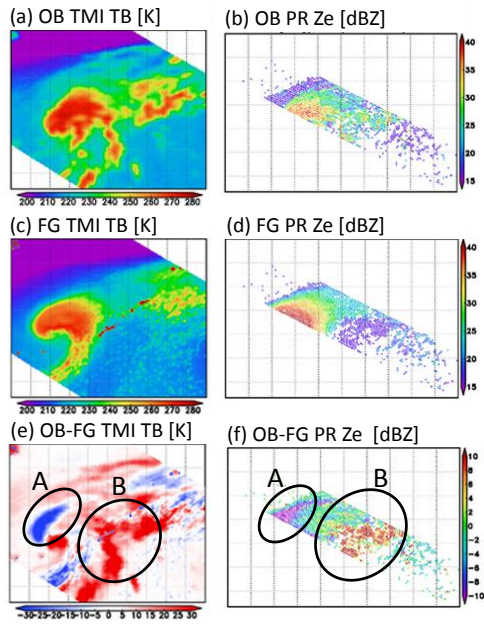 (a) OB TMI TB [K]
(b) OB PR Ze [dBZ]
40
35
30
25
20
15
200 210 220 230 240 250 260 270 280
(c) FG TMI TB [K]
(d) FG PR Ze [dBZ]
40
35
30
25
20
15
200 210 220 230 240 250 260 270 280
(e) OB-FG TMI TB [K]
(f) OB-FG PR Ze [dBZ]
A
B
A
B
10
8
6
4
2
0
-2
-4
-6
-8
-10
-30 -25 -20 -15 -10 -5 0 5 10 15 20 25 30